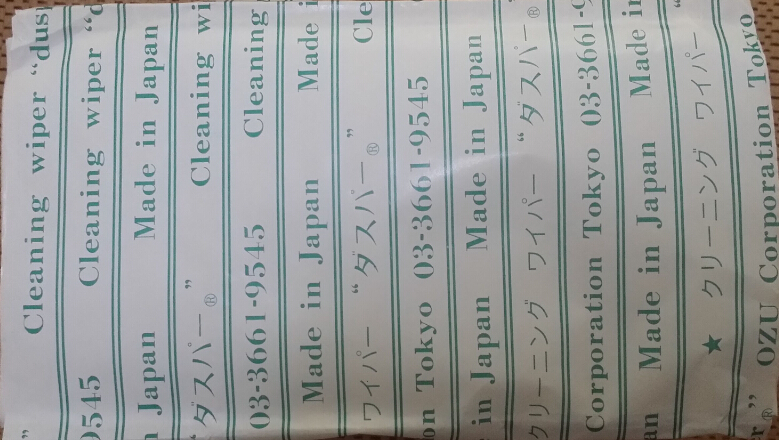 ” Cleaning wiper “dus
9545 Cleaning wiper “d
n Japan Made in Japan
“ダスパー®” Cleaning wi
03-3661-9545 Cleaning
Made in Japan Made i
ワイパー “ダスパー®” Cle
on Tokyo 03-3661-9545
in Japan Made in Japan
クリーニング ワイパー “ダスパー®
Corporation Tokyo 03-3661-9
an Made in Japan Made in
★ クリーニング ワイパー “
r®” OZU Corporation Tokyo